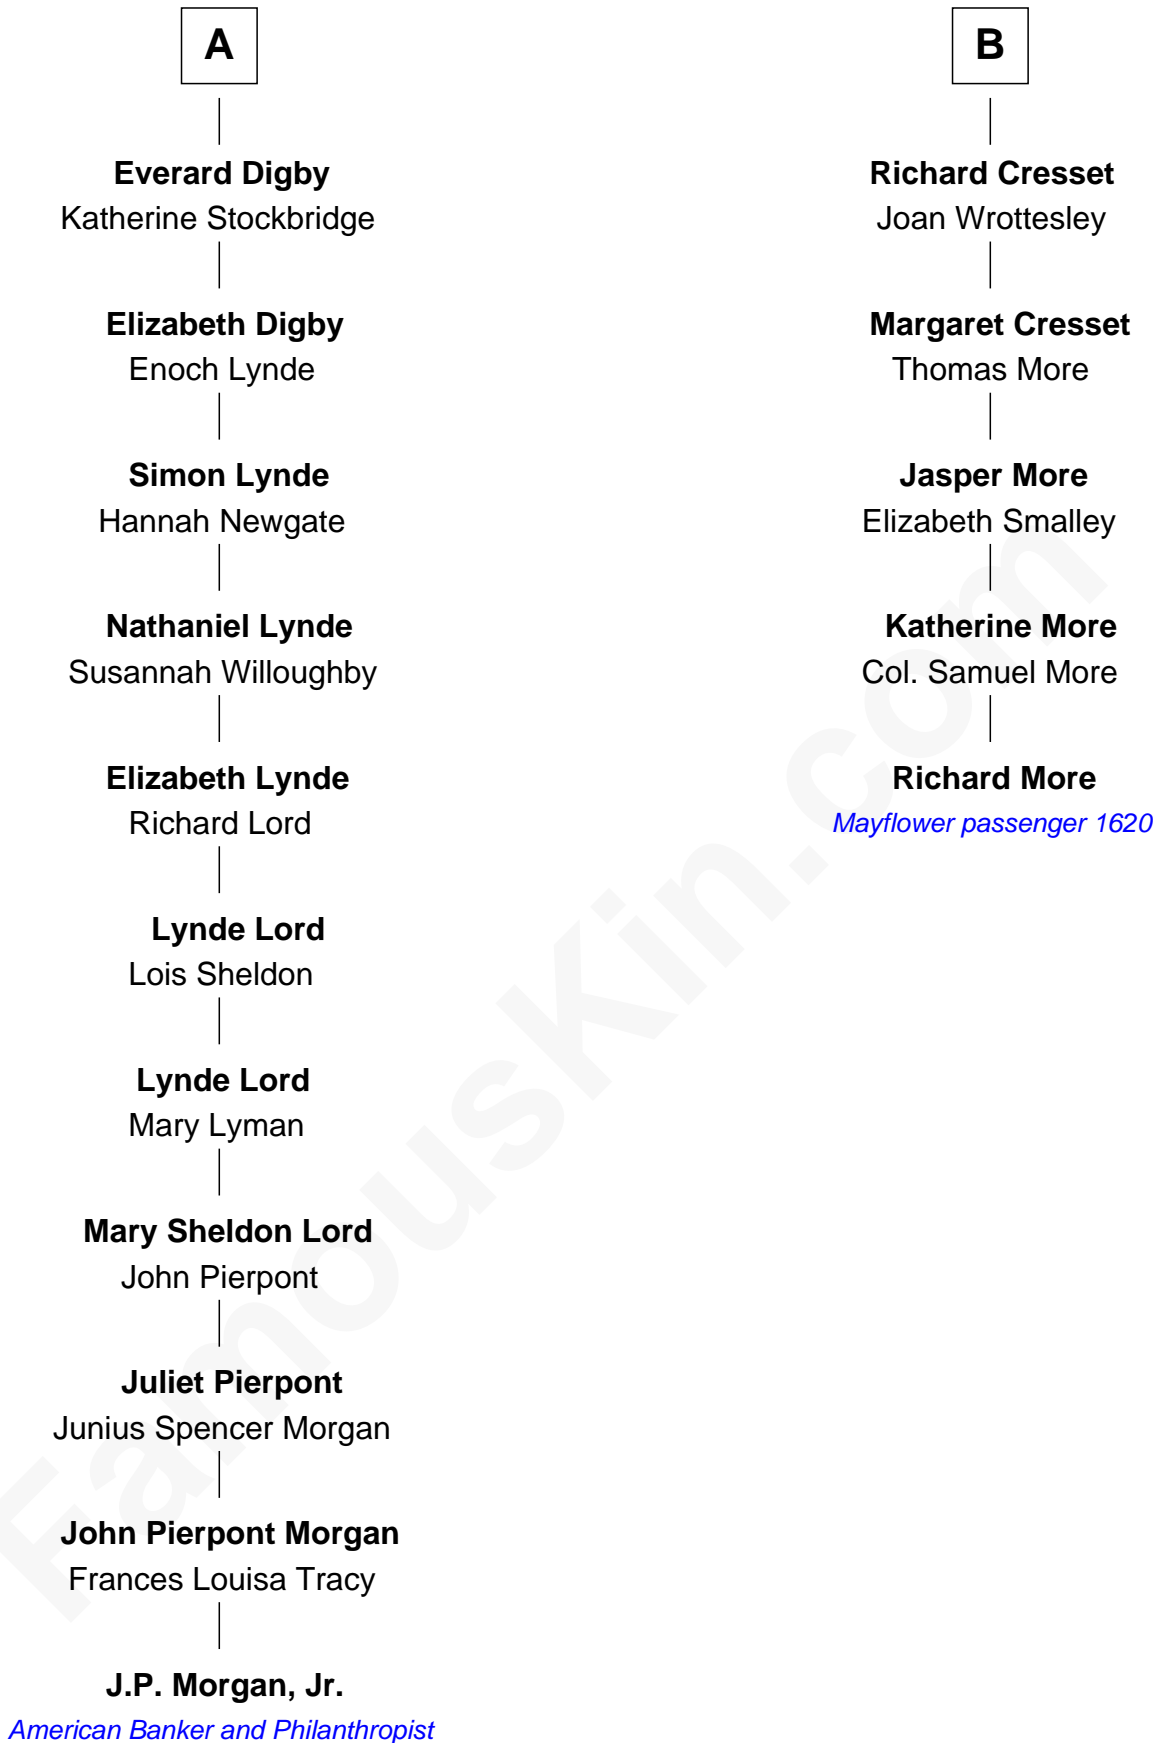 A
Everard Digby
Katherine Stockbridge
Elizabeth Digby
Enoch Lynde
Simon Lynde
Hannah Newgate
Nathaniel Lynde
Susannah Willoughby
Elizabeth Lynde
Richard Lord
Lynde Lord
Lois Sheldon
Lynde Lord
Mary Lyman
Mary Sheldon Lord
John Pierpont
Juliet Pierpont
Junius Spencer Morgan
John Pierpont Morgan
Frances Louisa Tracy
J.P. Morgan, Jr.
American Banker and Philanthropist
B
Richard Cresset
Joan Wrottesley
Margaret Cresset
Thomas More
Jasper More
Elizabeth Smalley
Katherine More
Col. Samuel More
Richard More
Mayflower passenger 1620
FamousKin.com